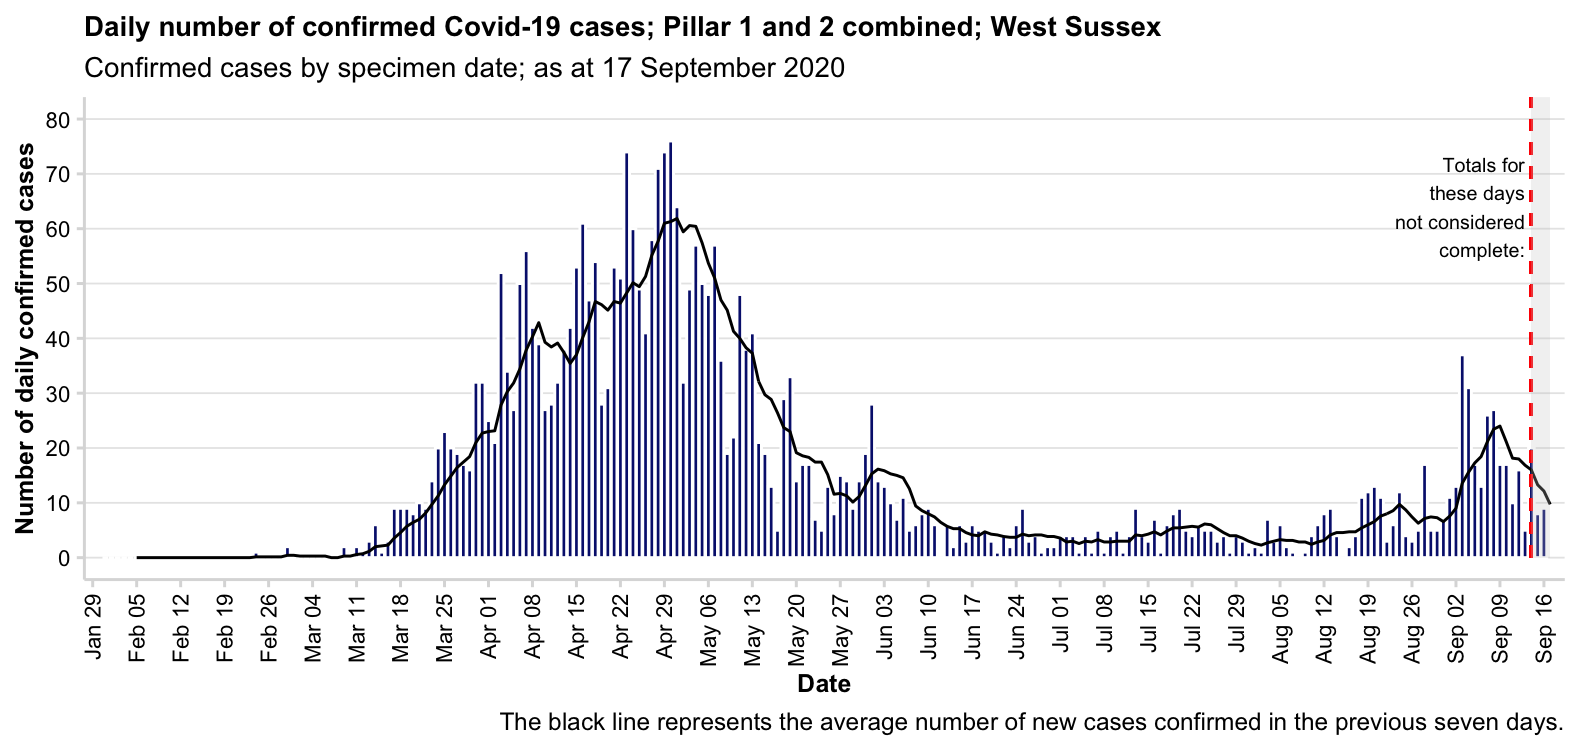 Daily number of confirmed Covid-19 cases; Pillar 1 and 2 combined; West Sussex
Confirmed cases by specimen date; as at 17 September 2020
Number of daily confirmed cases
80
70
60
50
40
30
20
10
0
Totals for
these days
not considered
complete:
Jan 29
Feb 05
Feb 12
Feb 19
Feb 26
Mar 04
Mar 11
Mar 18
Mar 25
Apr 01
Apr 08
Apr 15
Apr 22
Apr 29
May 06
May 13
May 20
May 27
Jun 03
Jun 10
Jun 17
Jun 24
Jul 01
Jul 08
Jul 15
Jul 22
Jul 29
Aug 05
Aug 12
Aug 19
Aug 26
Sep 02
Sep 09
Sep 16
Date
The black line represents the average number of new cases confirmed in the previous seven days.